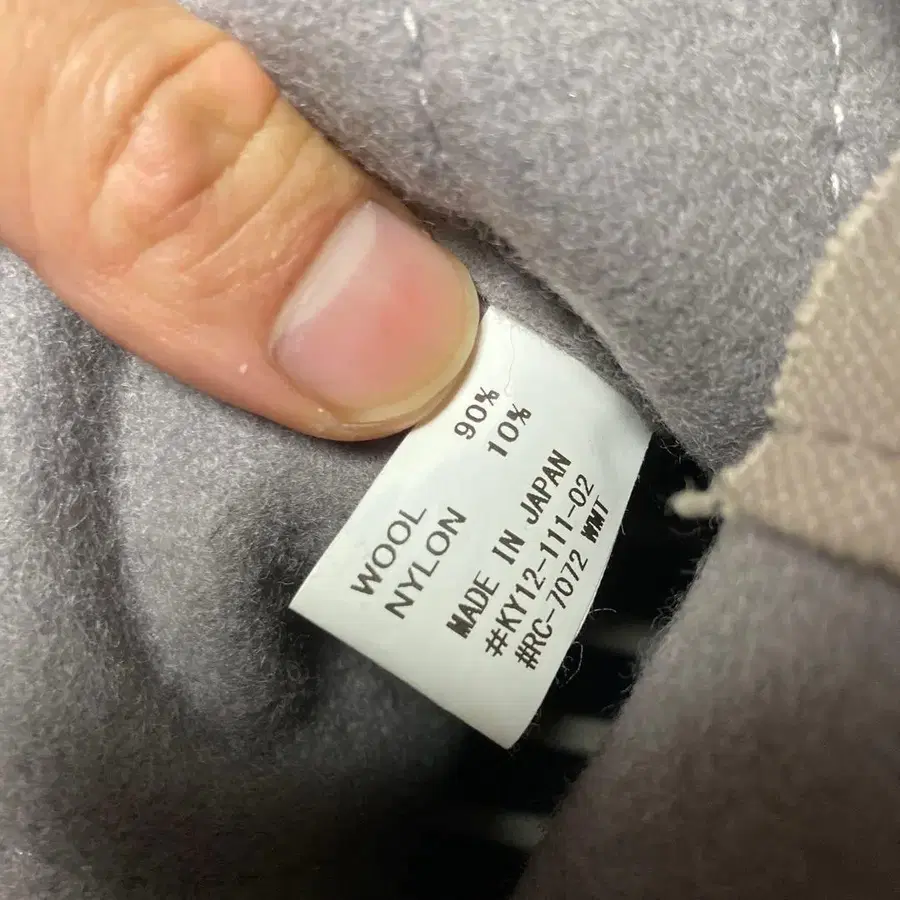 WOOL 90%
NYLON 10%
MADE IN JAPAN
#KY12-111-02
#RC-7072 WMT